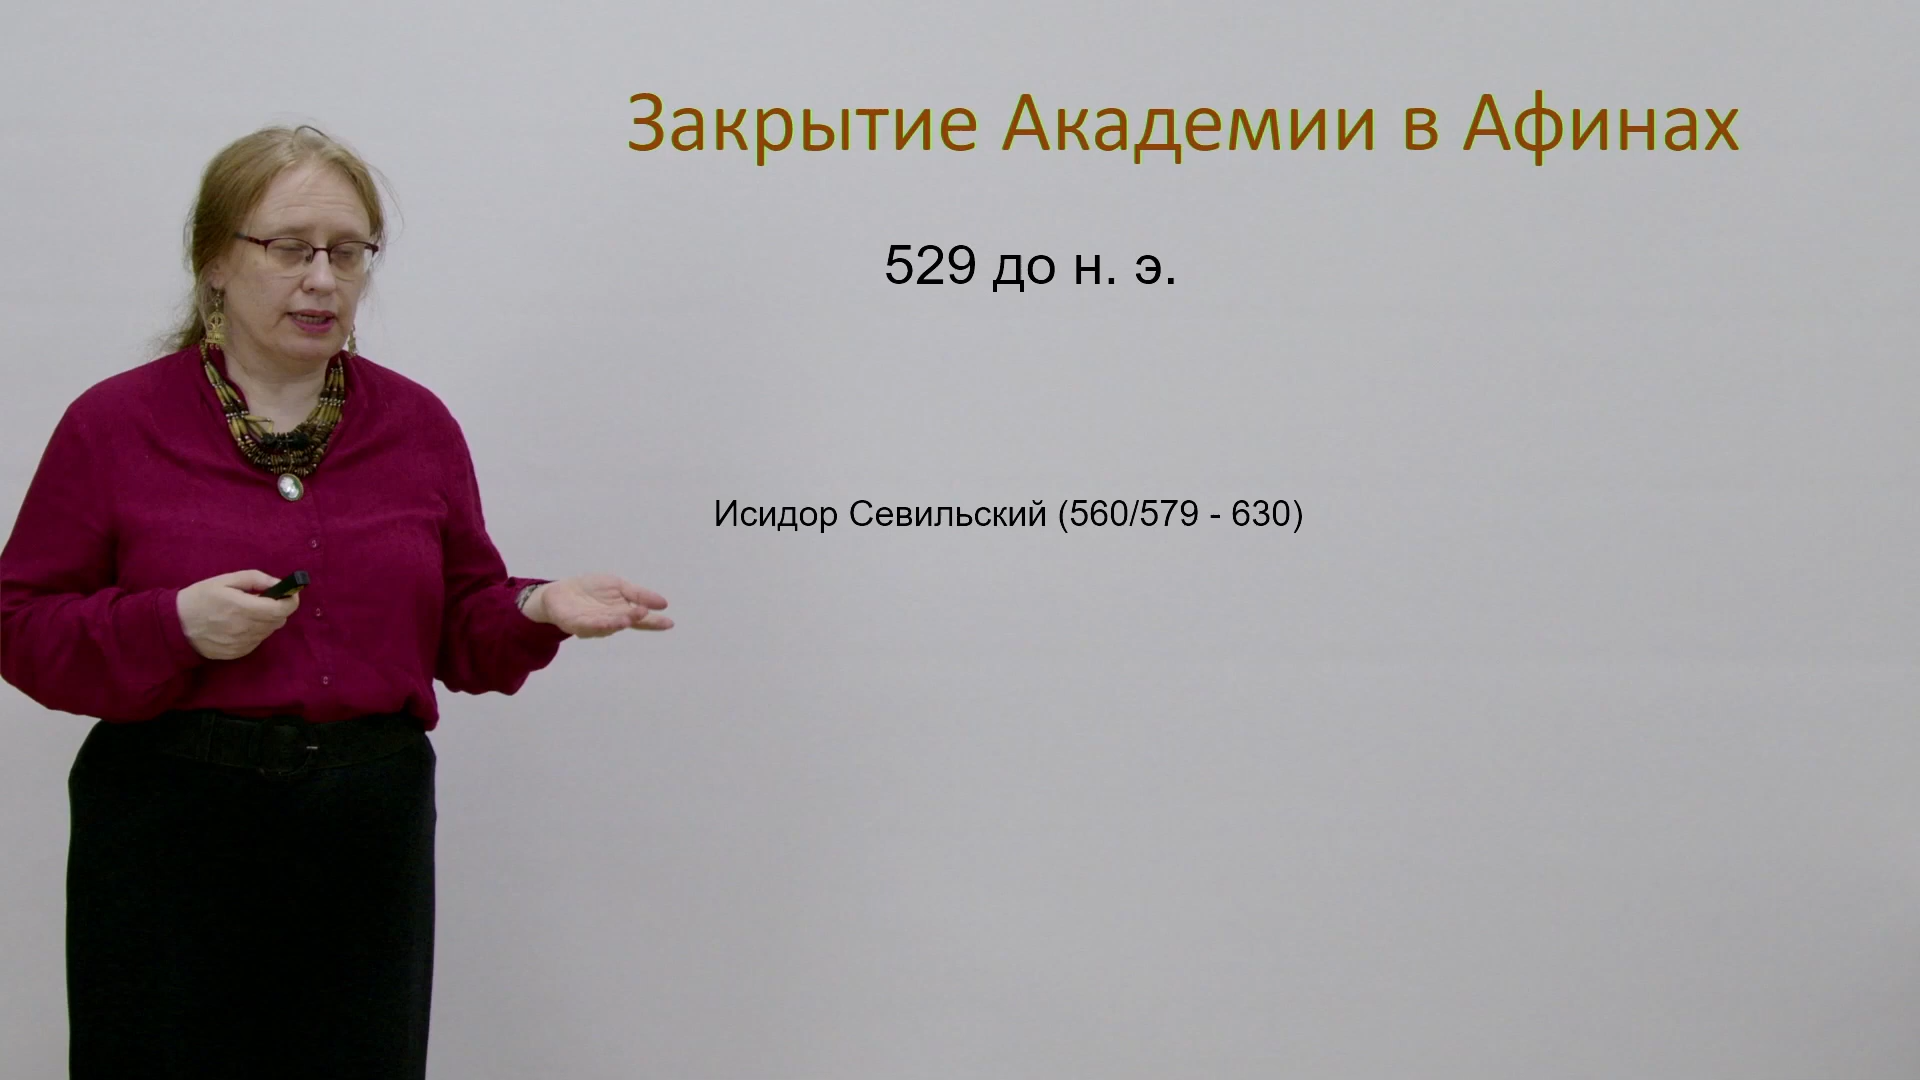 Закрытие Академии в Афинах
529 до н. э.
Исидор Севильский (560/579 - 630)